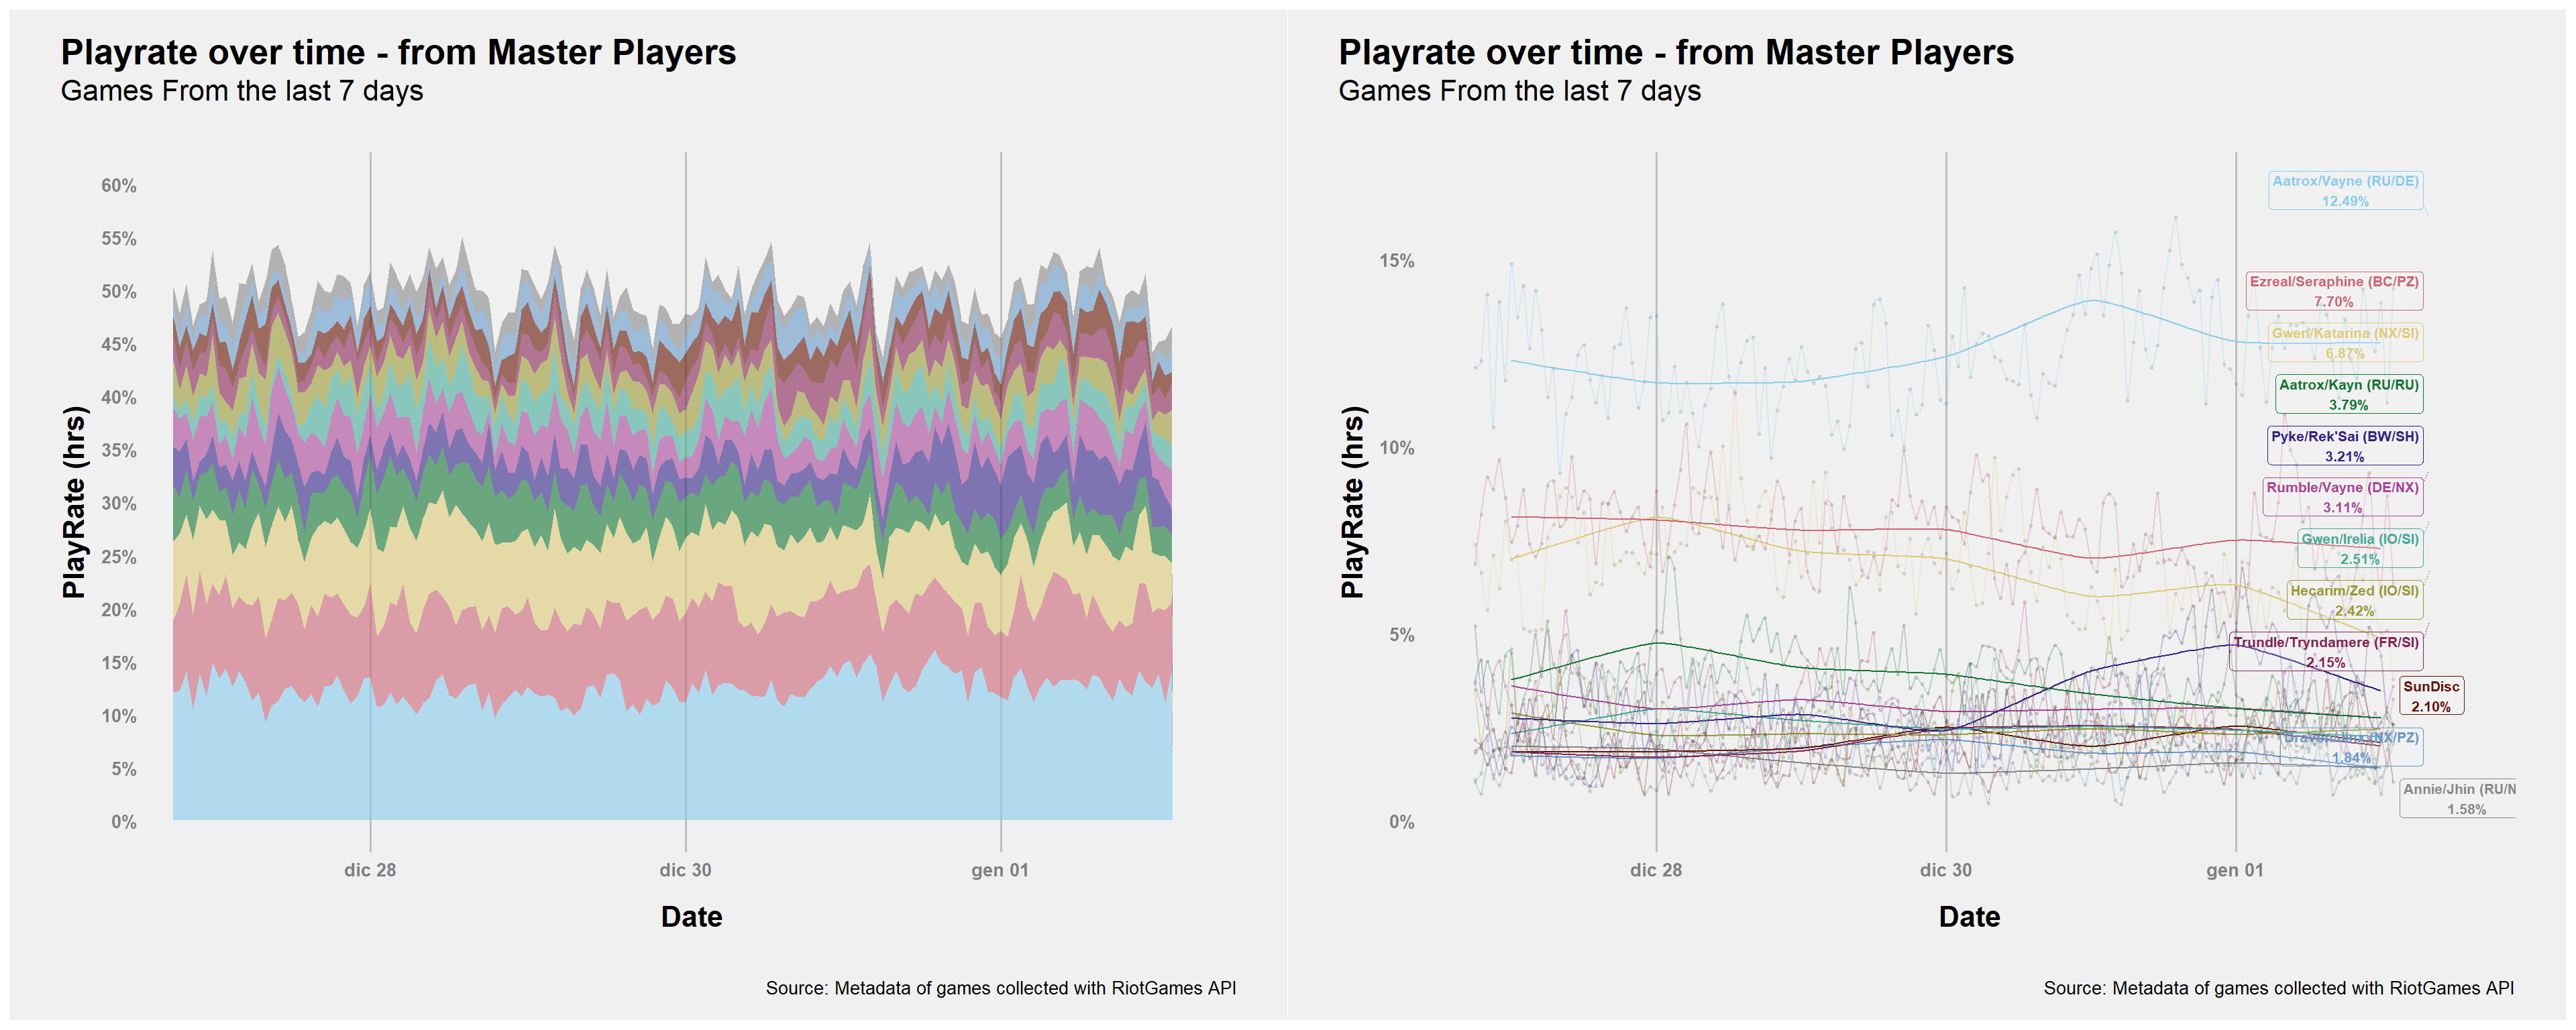 Playrate over time - from Master Players
Games From the last 7 days
60%
55%
50%
45%
40%
35%
30%
25%
20%
15%
10%
5%
0%
PlayRate (hrs)
dic 28
dic 30
gen 01
Date
Source: Metadata of games collected with RiotGames API
Playrate over time - from Master Players
Games From the last 7 days
15%
10%
5%
0%
PlayRate (hrs)
Aatrox/Vayne (RU/DE)
12.49%
Ezreal/Seraphine (BC/PZ)
7.70%
Gwen/Katarina (NX/SI)
6.87%
Aatrox/Kayn (RU/RU)
3.79%
Pyke/Rek'Sai (BW/SH)
3.21%
Rumble/Vayne (DE/NX)
3.11%
Gwen/Irelia (IO/SI)
2.51%
Hecarim/Zed (IO/SI)
2.42%
Trundle/Tryndamere (FR/SI)
2.15%
SunDisc
2.10%
Draven/Jinx (NX/PZ)
1.84%
Annie/Jhin (RU/N
1.58%
dic 28
dic 30
gen 01
Date
Source: Metadata of games collected with RiotGames API